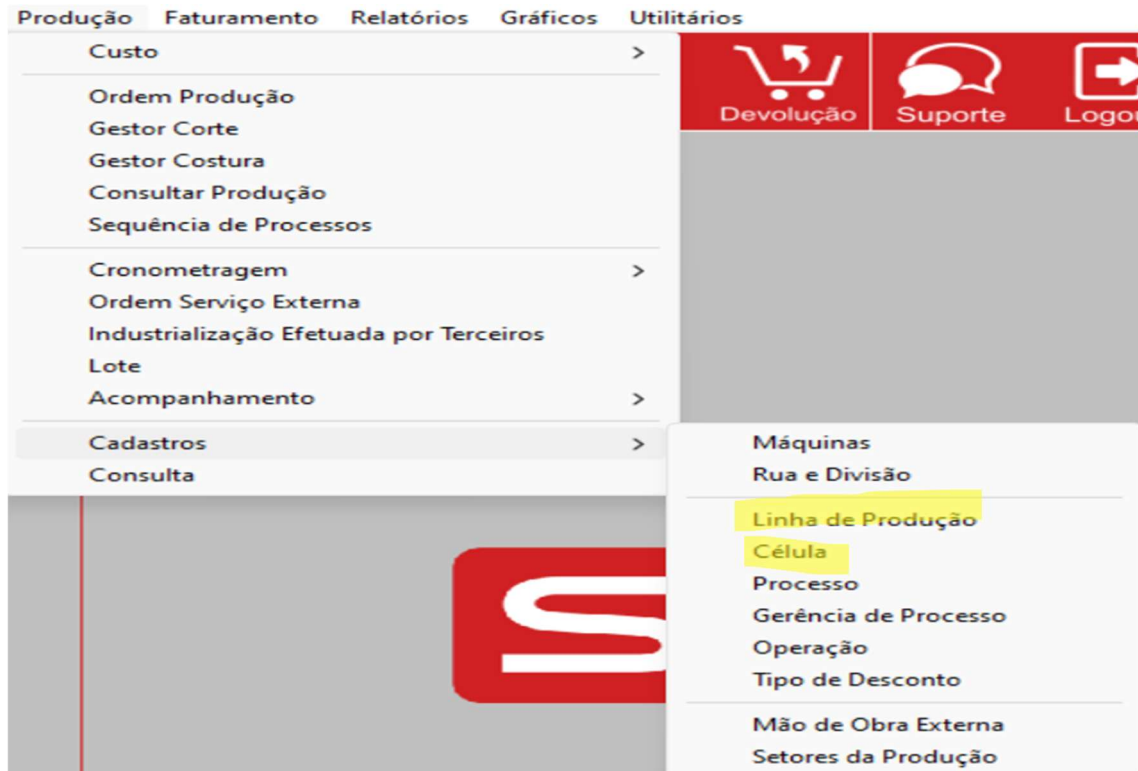 Produção Faturamento Relatórios Gráficos Utilitários
Custo >
Devolução Suporte
Ordem Produção
Gestor Corte
Gestor Costura
Consultar Produção
Sequência de Processos
Cronometragem >
Ordem Serviço Externa
Industrialização Efetuada por Terceiros
Lote
Acompanhamento >
Cadastros >
Consulta
Máquinas
Rua e Divisão
Linha de Produção
Célula
Processo
Gerência de Processo
Operação
Tipo de Desconto
Mão de Obra Externa
Setores da Produção
S